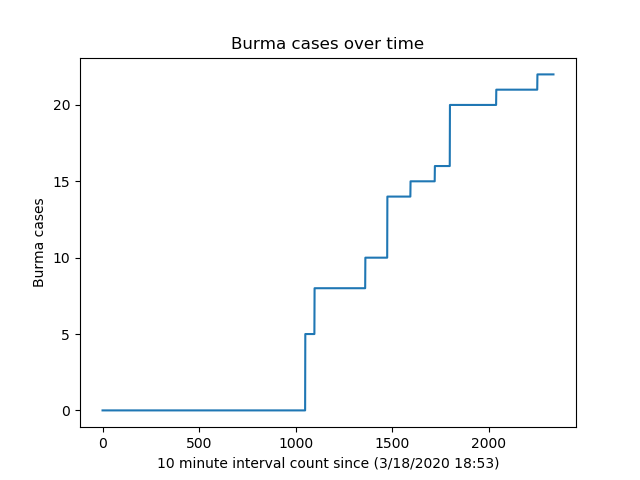 Burma cases over time
Burma cases
20
15
10
5
0
0 500 1000 1500 2000
10 minute interval count since (3/18/2020 18:53)